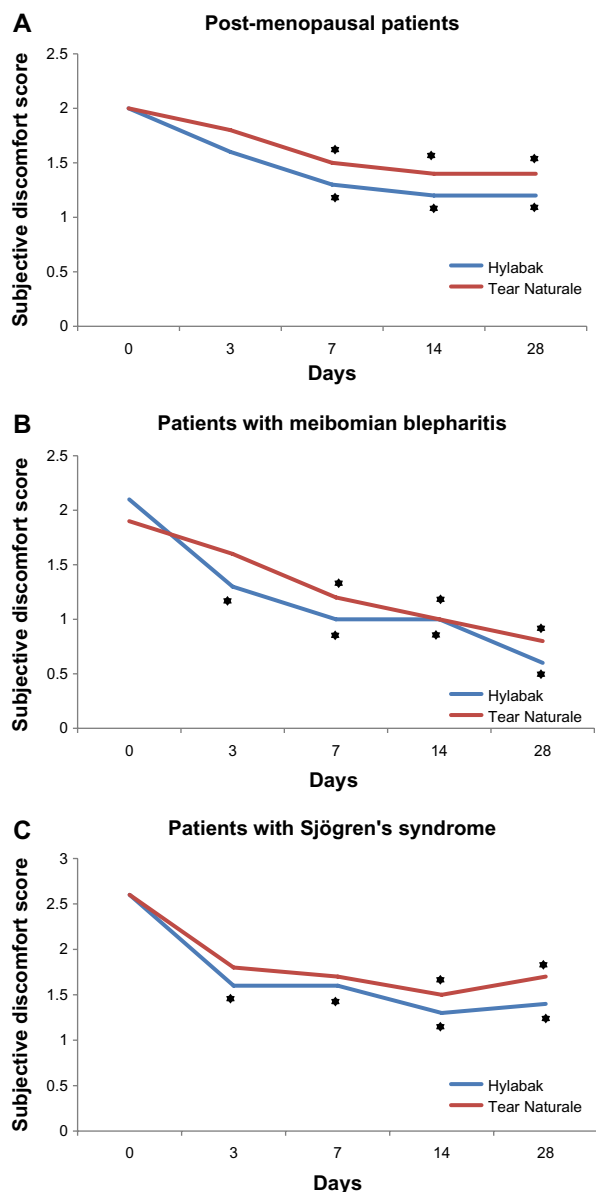 A
Post-menopausal patients
Subjective discomfort score
2.5
2
1.5
1
0.5
0
0 3 7 14 28
Days
Hylabak
Tear Naturale
B
Patients with meibomian blepharitis
Subjective discomfort score
2.5
2
1.5
1
0.5
0
0 3 7 14 28
Days
Hylabak
Tear Naturale
C
Patients with Sjögren's syndrome
Subjective discomfort score
3
2.5
2
1.5
1
0.5
0
0 3 7 14 28
Days
Hylabak
Tear Naturale